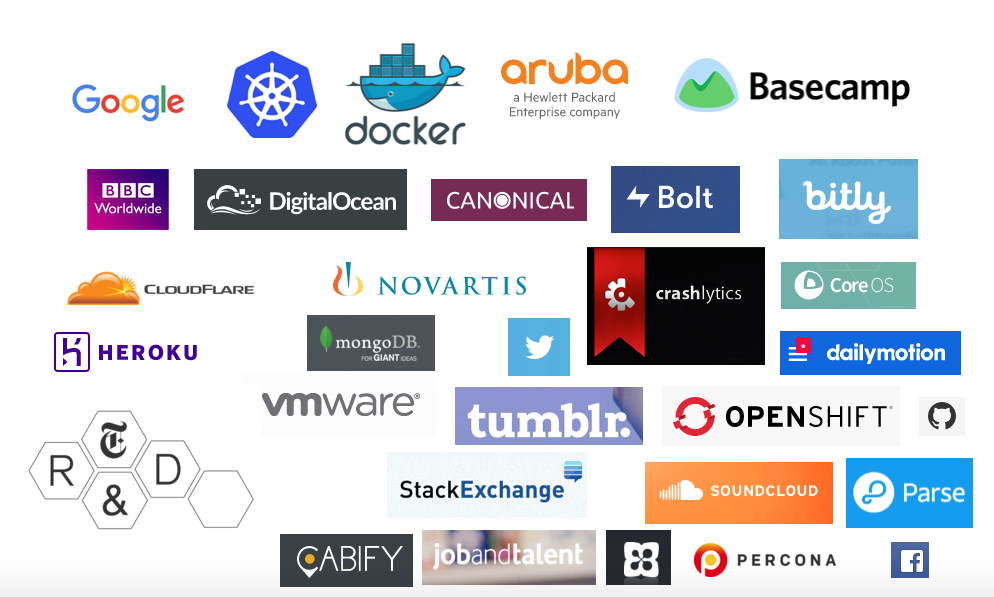 Google
docker
aruba
a Hewlett Packard
Enterprise company
Basecamp
BBC
Worldwide
DigitalOcean
CANONICAL
Bolt
bitly
CLOUDFLARE
NOVARTIS
crashlytics
CoreOS
HEROKU
mongoDB.
FOR GIANT IDEAS
dailymotion
vmware®
tumblr.
OPENSHIFT
T
R
D
&
StackExchange
SOUNDCLOUD
Parse
CABIFY
jobandtalent
PERCONA
f